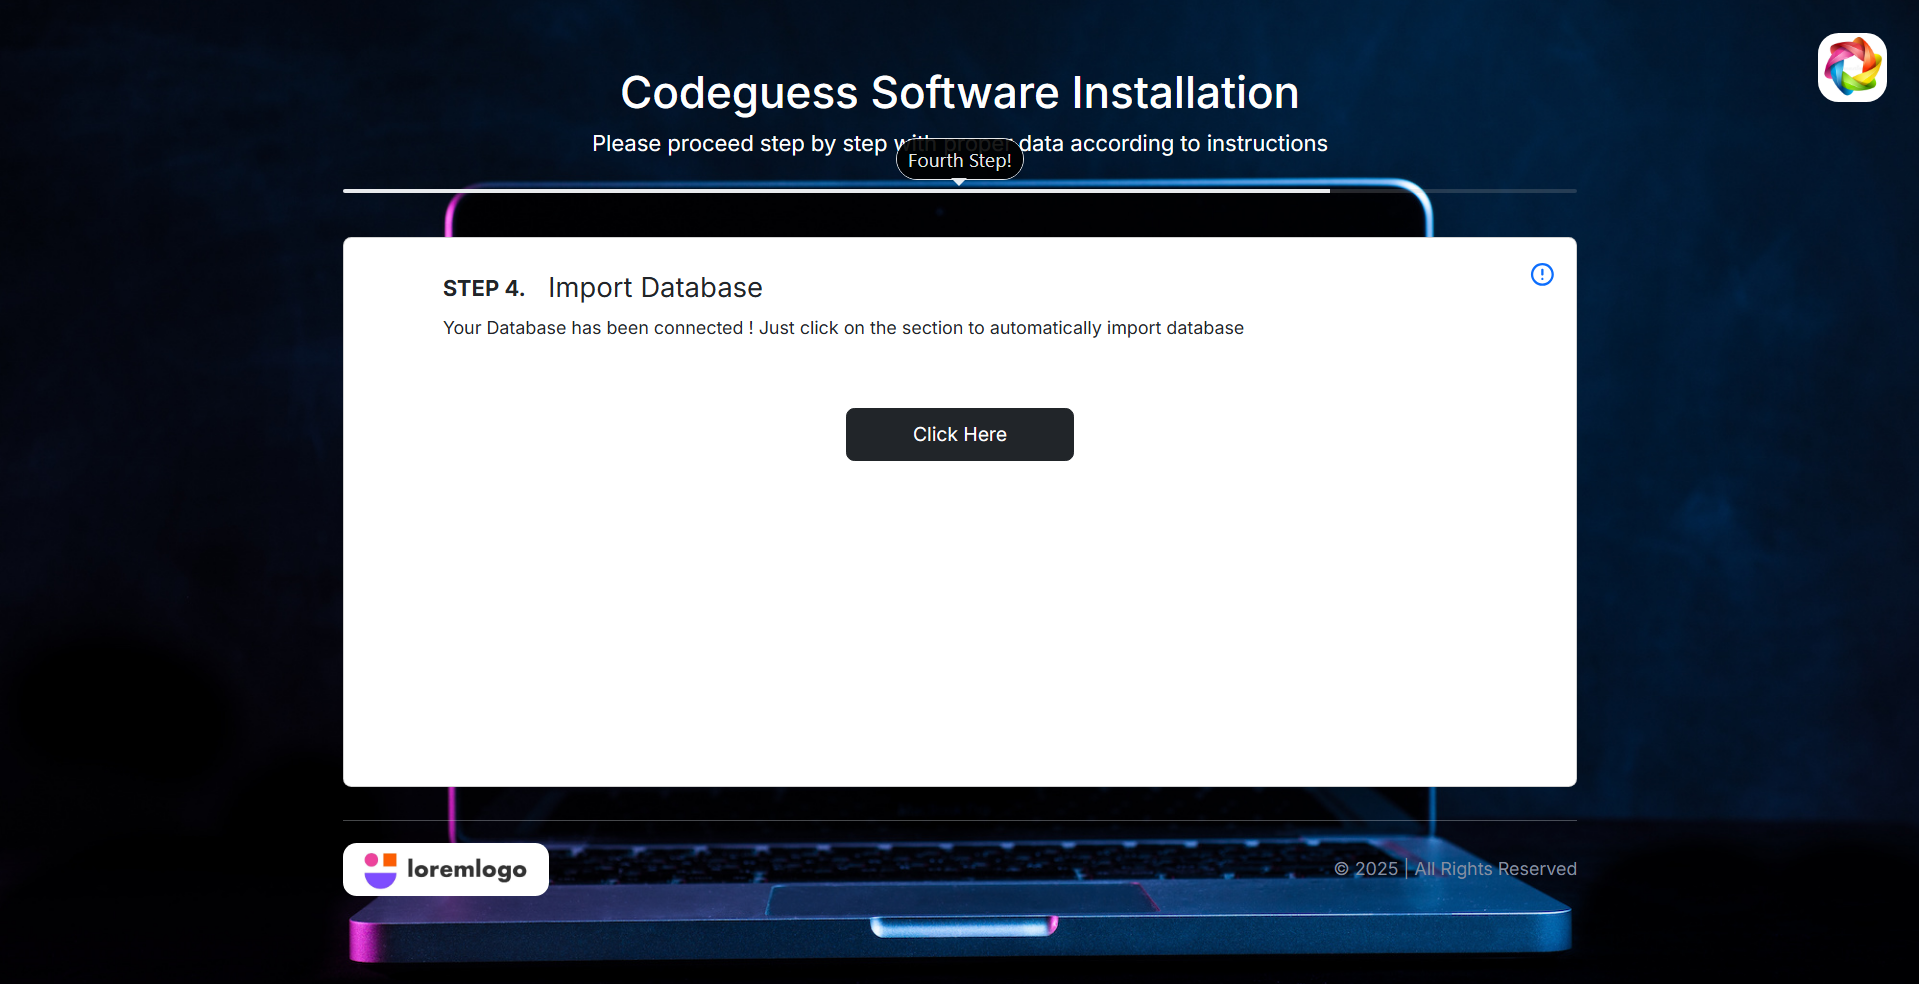 Codeguess Software Installation
Please proceed step by step with proper data according to instructions
Fourth Step!
STEP 4. Import Database
Your Database has been connected ! Just click on the section to automatically import database
Click Here
loremlogo
© 2025 | All Rights Reserved